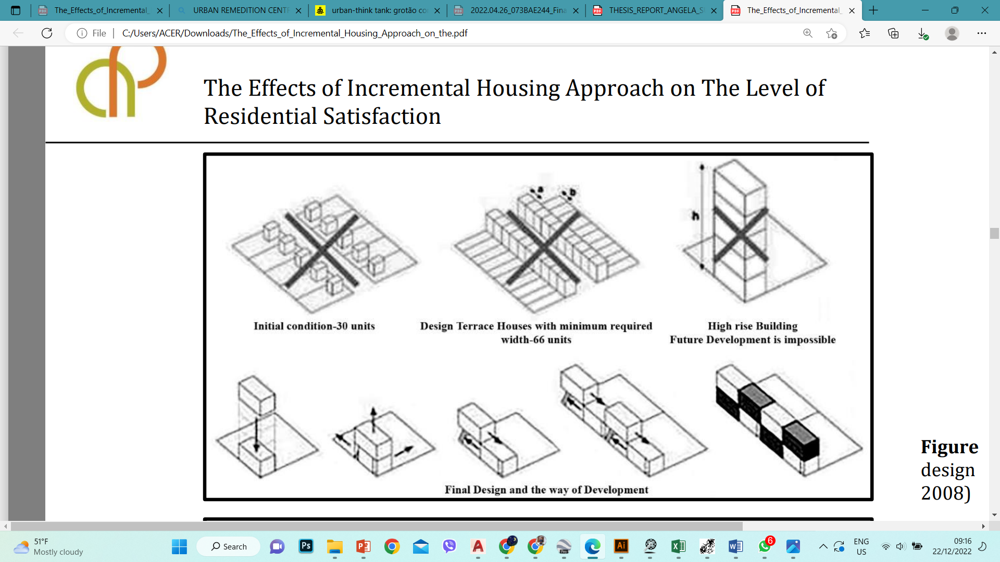 The_Effects_of_Incremental_
URBAN REMEDITION CENT
urban-think tank: grotão co
2022.04.26_073BAE244_Fina
THESIS_REPORT_ANGELA_S
The_Effects_of_Incremental_
File
C:/Users/ACER/Downloads/The_Effects_of_Incremental_Housing_Approach_on_the.pdf
The Effects of Incremental Housing Approach on The Level of
Residential Satisfaction
a
b
h
Initial condition-30 units
Design Terrace Houses with minimum required
width-66 units
High rise Building
Future Development is impossible
Final Design and the way of Development
Figure
design
2008)
51°F
Mostly cloudy
Search
Ps
Pro
Ai
6
ENG
US
09:16
22/12/2022